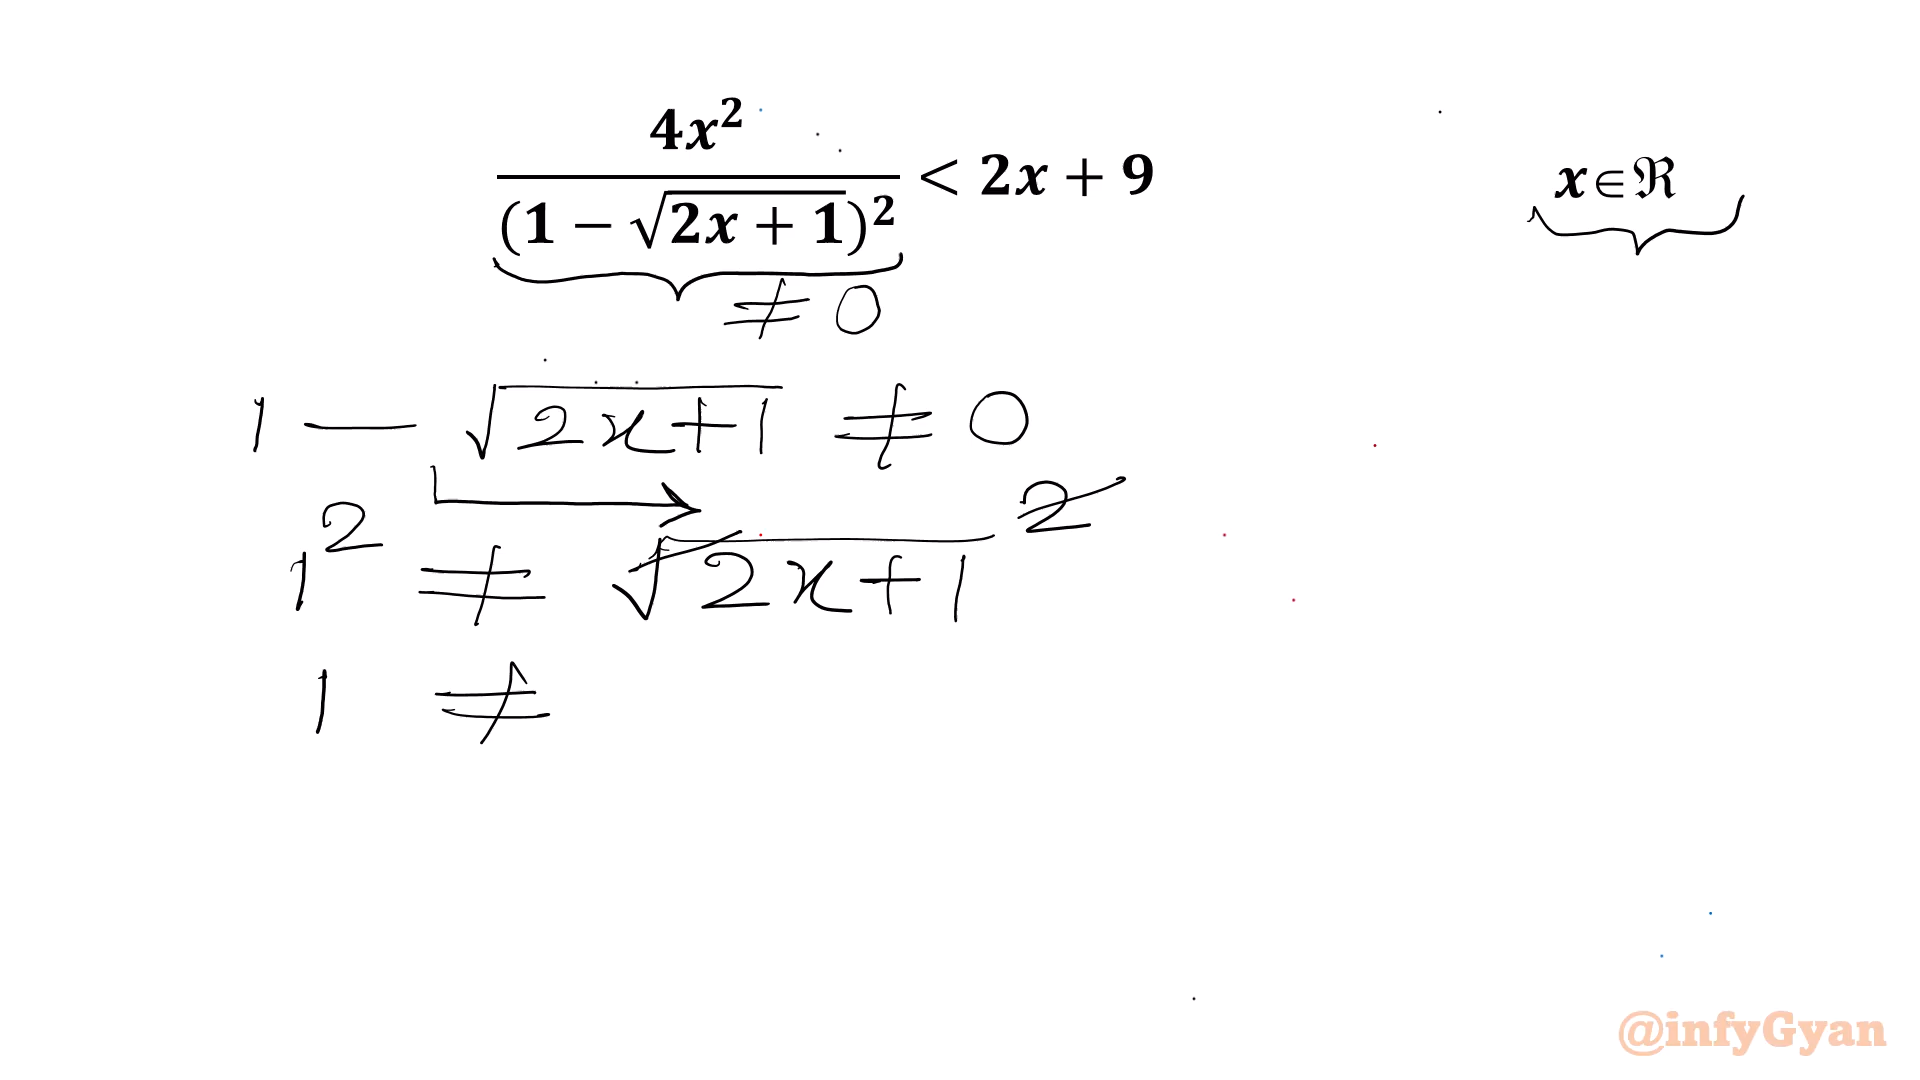 4x²/(1 − √(2x + 1))² < 2x + 9
x∈ℜ
≠ 0
1 — √(2x+1) ≠ 0
1² ≠ √(2x+1)²
1 ≠
@infyGyan